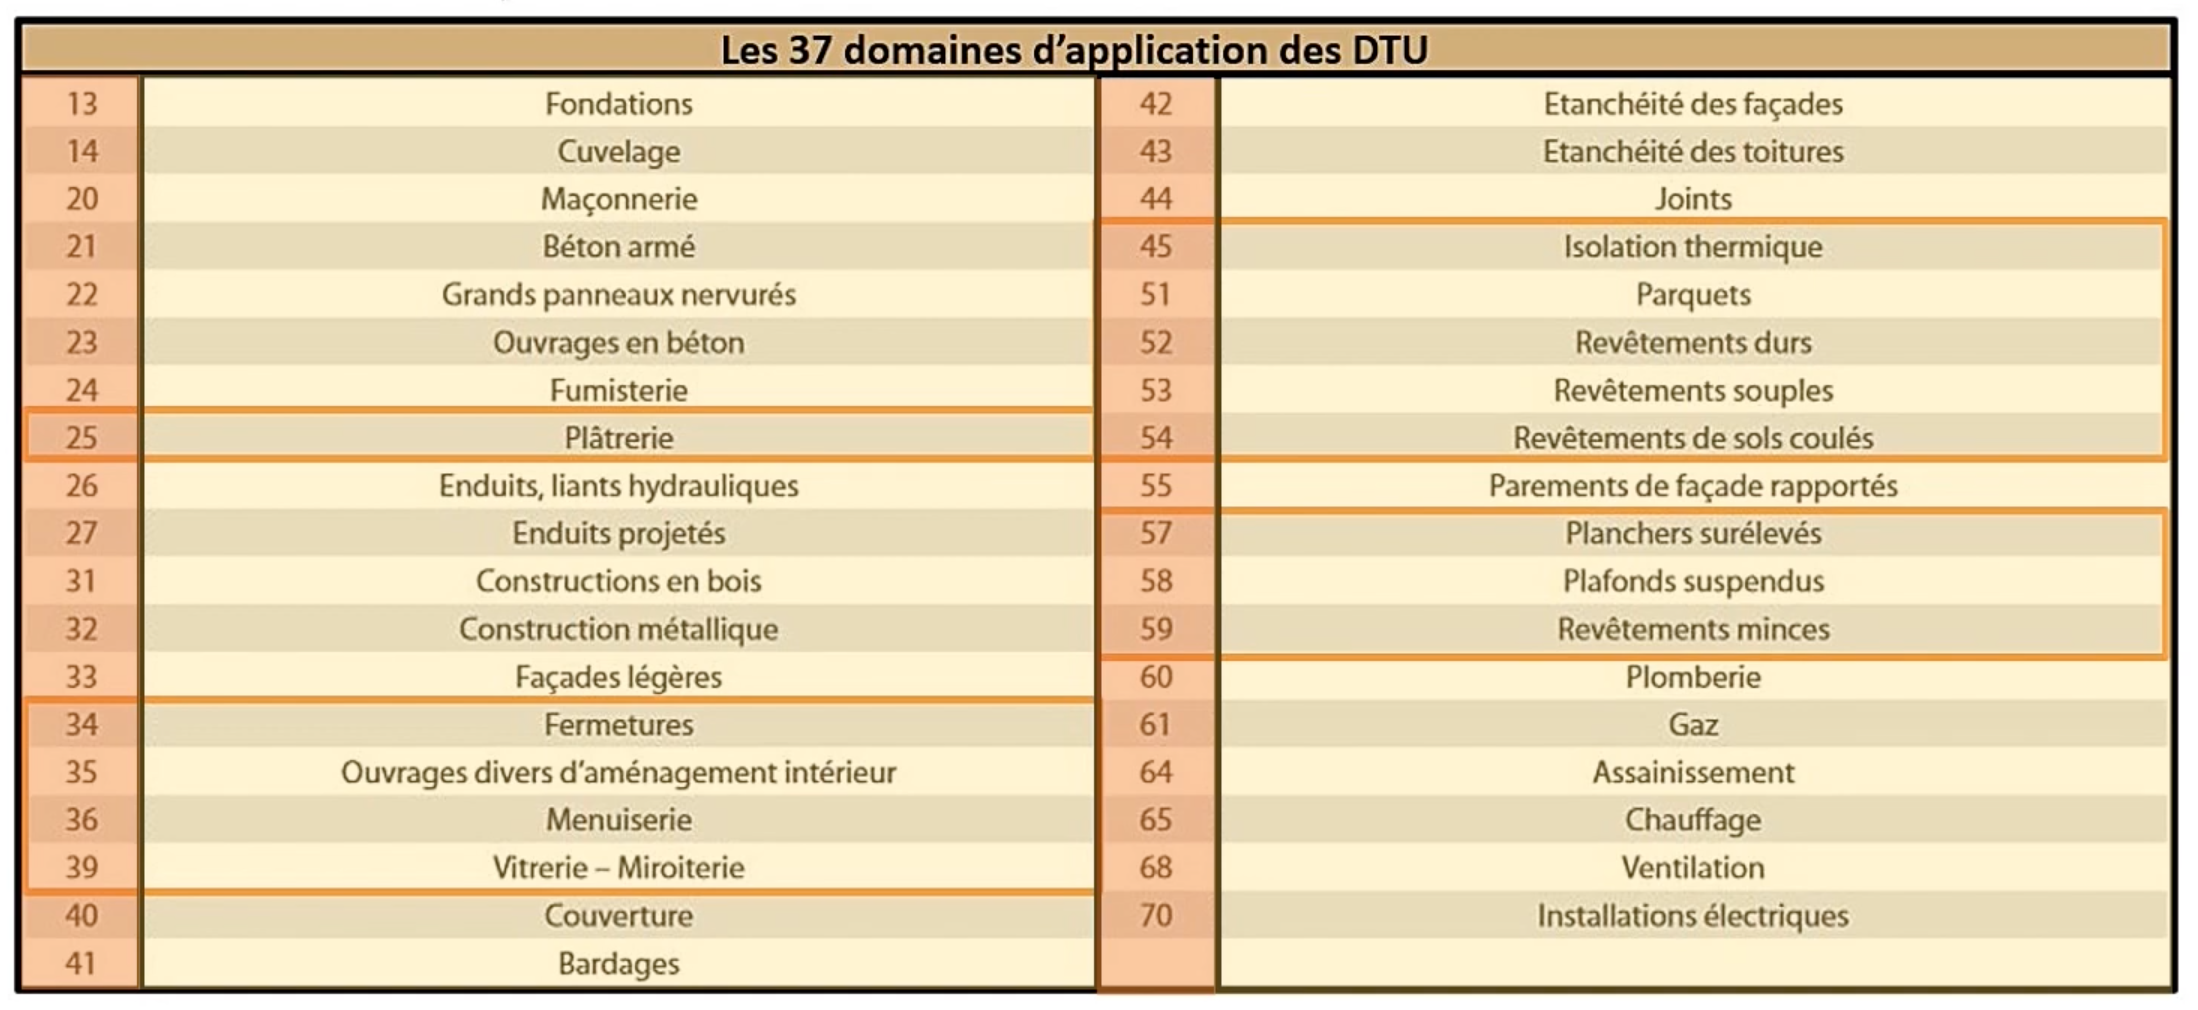 Les 37 domaines d’application des DTU
13 Fondations
14 Cuvelage
20 Maçonnerie
21 Béton armé
22 Grands panneaux nervurés
23 Ouvrages en béton
24 Fumisterie
25 Plâtrerie
26 Enduits, liants hydrauliques
27 Enduits projetés
31 Constructions en bois
32 Construction métallique
33 Façades légères
34 Fermetures
35 Ouvrages divers d’aménagement intérieur
36 Menuiserie
39 Vitrerie – Miroiterie
40 Couverture
41 Bardages
42 Etanchéité des façades
43 Etanchéité des toitures
44 Joints
45 Isolation thermique
51 Parquets
52 Revêtements durs
53 Revêtements souples
54 Revêtements de sols coulés
55 Parements de façade rapportés
57 Planchers surélevés
58 Plafonds suspendus
59 Revêtements minces
60 Plomberie
61 Gaz
64 Assainissement
65 Chauffage
68 Ventilation
70 Installations électriques